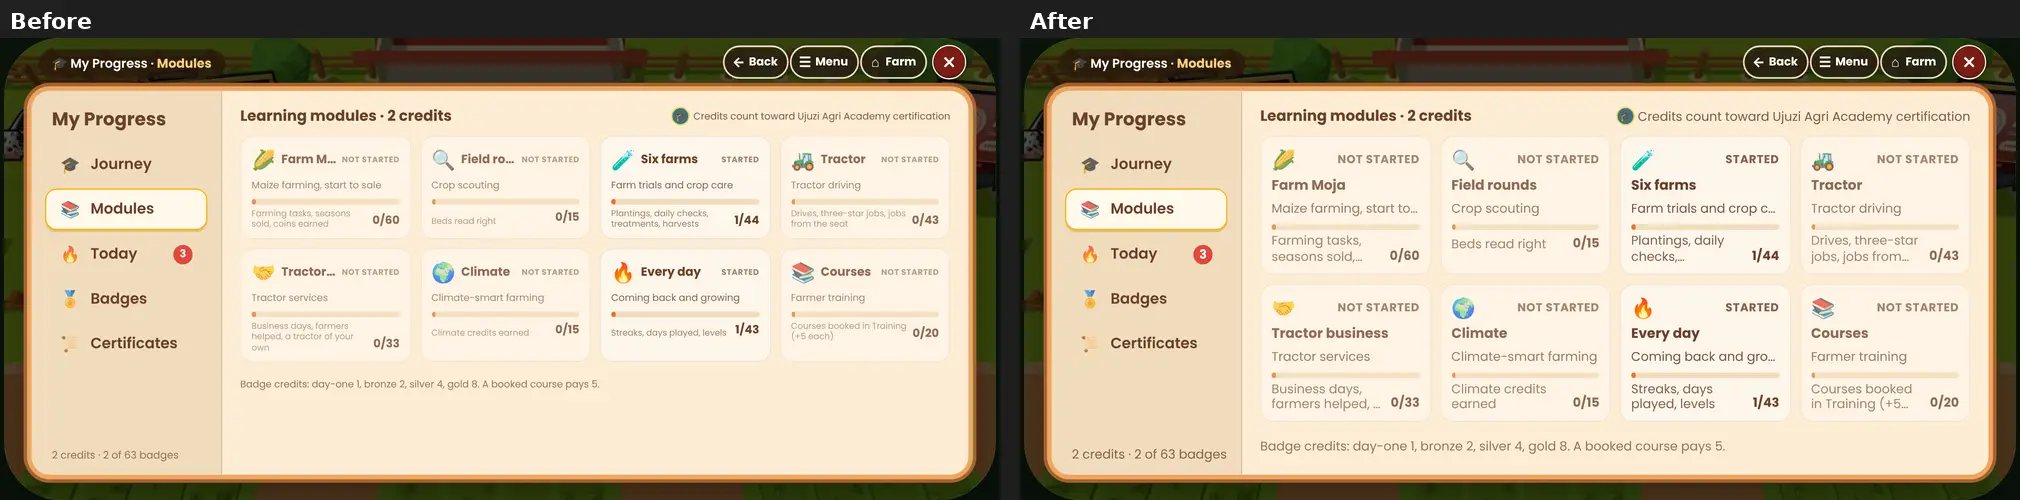 Before
My Progress · Modules
← Back
☰ Menu
⌂ Farm
✕
My Progress
Journey
Modules
Today 3
Badges
Certificates
2 credits · 2 of 63 badges
Learning modules · 2 credits
Credits count toward Ujuzi Agri Academy certification
Farm M... NOT STARTED
Maize farming, start to sale
Farming tasks, seasons
sold, coins earned
0/60
Field ro... NOT STARTED
Crop scouting
Beds read right
0/15
Six farms STARTED
Farm trials and crop care
Plantings, daily checks,
treatments, harvests
1/44
Tractor NOT STARTED
Tractor driving
Drives, three-star jobs, jobs
from the seat
0/43
Tractor... NOT STARTED
Tractor services
Business days, farmers
helped, a tractor of your
own
0/33
Climate NOT STARTED
Climate-smart farming
Climate credits earned
0/15
Every day STARTED
Coming back and growing
Streaks, days played, levels
1/43
Courses NOT STARTED
Farmer training
Courses booked in Training
(+5 each)
0/20
Badge credits: day-one 1, bronze 2, silver 4, gold 8. A booked course pays 5.
After
My Progress · Modules
← Back
☰ Menu
⌂ Farm
✕
My Progress
Journey
Modules
Today 3
Badges
Certificates
2 credits · 2 of 63 badges
Learning modules · 2 credits
Credits count toward Ujuzi Agri Academy certification
NOT STARTED
Farm Moja
Maize farming, start to...
Farming tasks,
seasons sold,...
0/60
NOT STARTED
Field rounds
Crop scouting
Beds read right
0/15
STARTED
Six farms
Farm trials and crop c...
Plantings, daily
checks,...
1/44
NOT STARTED
Tractor
Tractor driving
Drives, three-star
jobs, jobs from...
0/43
NOT STARTED
Tractor business
Tractor services
Business days,
farmers helped, ...
0/33
NOT STARTED
Climate
Climate-smart farming
Climate credits
earned
0/15
STARTED
Every day
Coming back and gro...
Streaks, days
played, levels
1/43
NOT STARTED
Courses
Farmer training
Courses booked
in Training (+5...
0/20
Badge credits: day-one 1, bronze 2, silver 4, gold 8. A booked course pays 5.